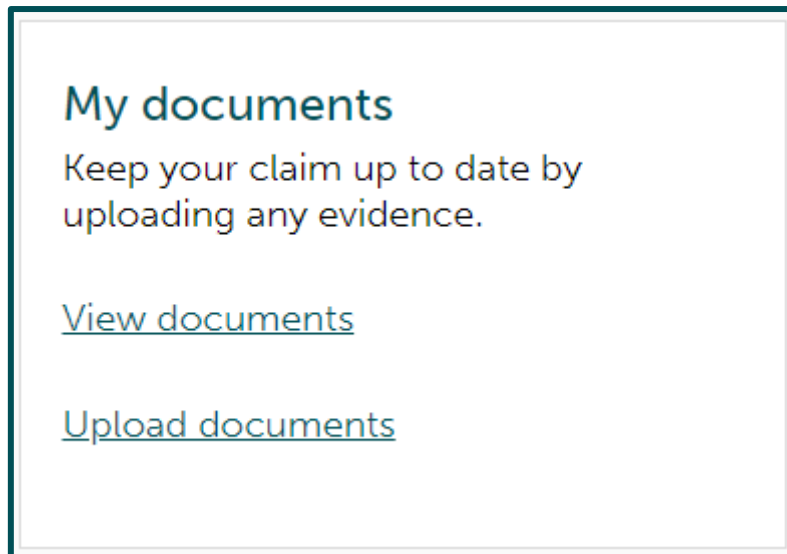 My documents
Keep your claim up to date by
uploading any evidence.
View documents
Upload documents